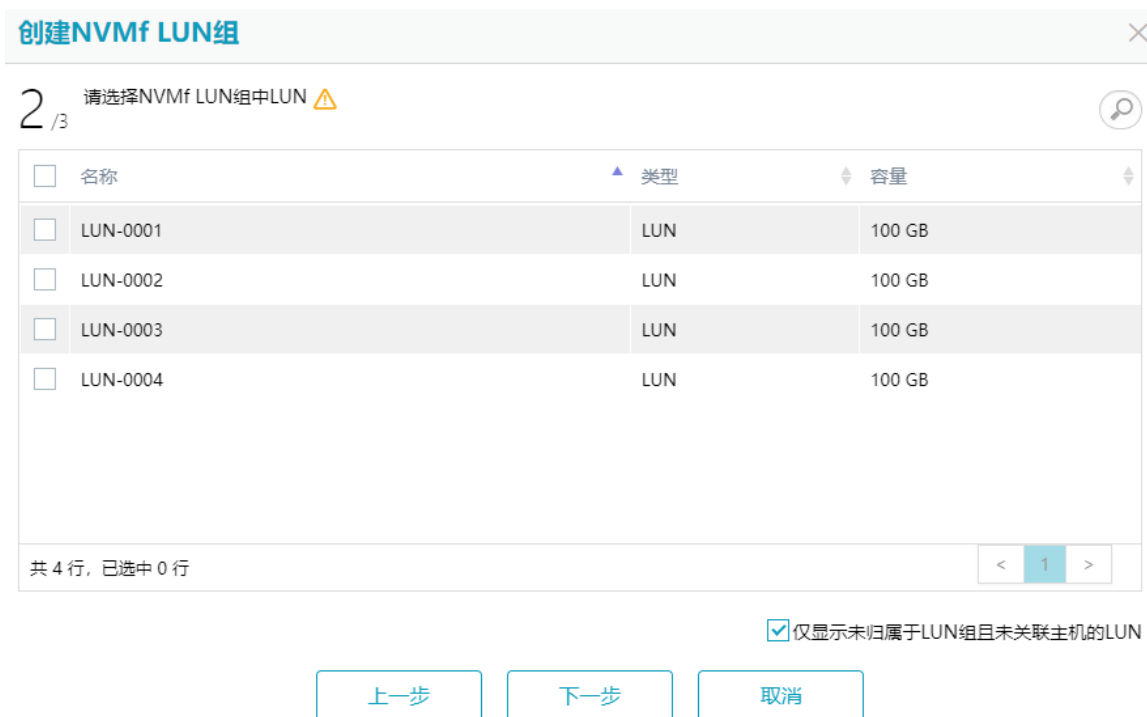 创建NVMf LUN组
2/3 请选择NVMf LUN组中LUN
名称 类型 容量
LUN-0001 LUN 100 GB
LUN-0002 LUN 100 GB
LUN-0003 LUN 100 GB
LUN-0004 LUN 100 GB
共 4 行, 已选中 0 行 < 1 >
仅显示未归属于LUN组且未关联主机的LUN
上一步 下一步 取消